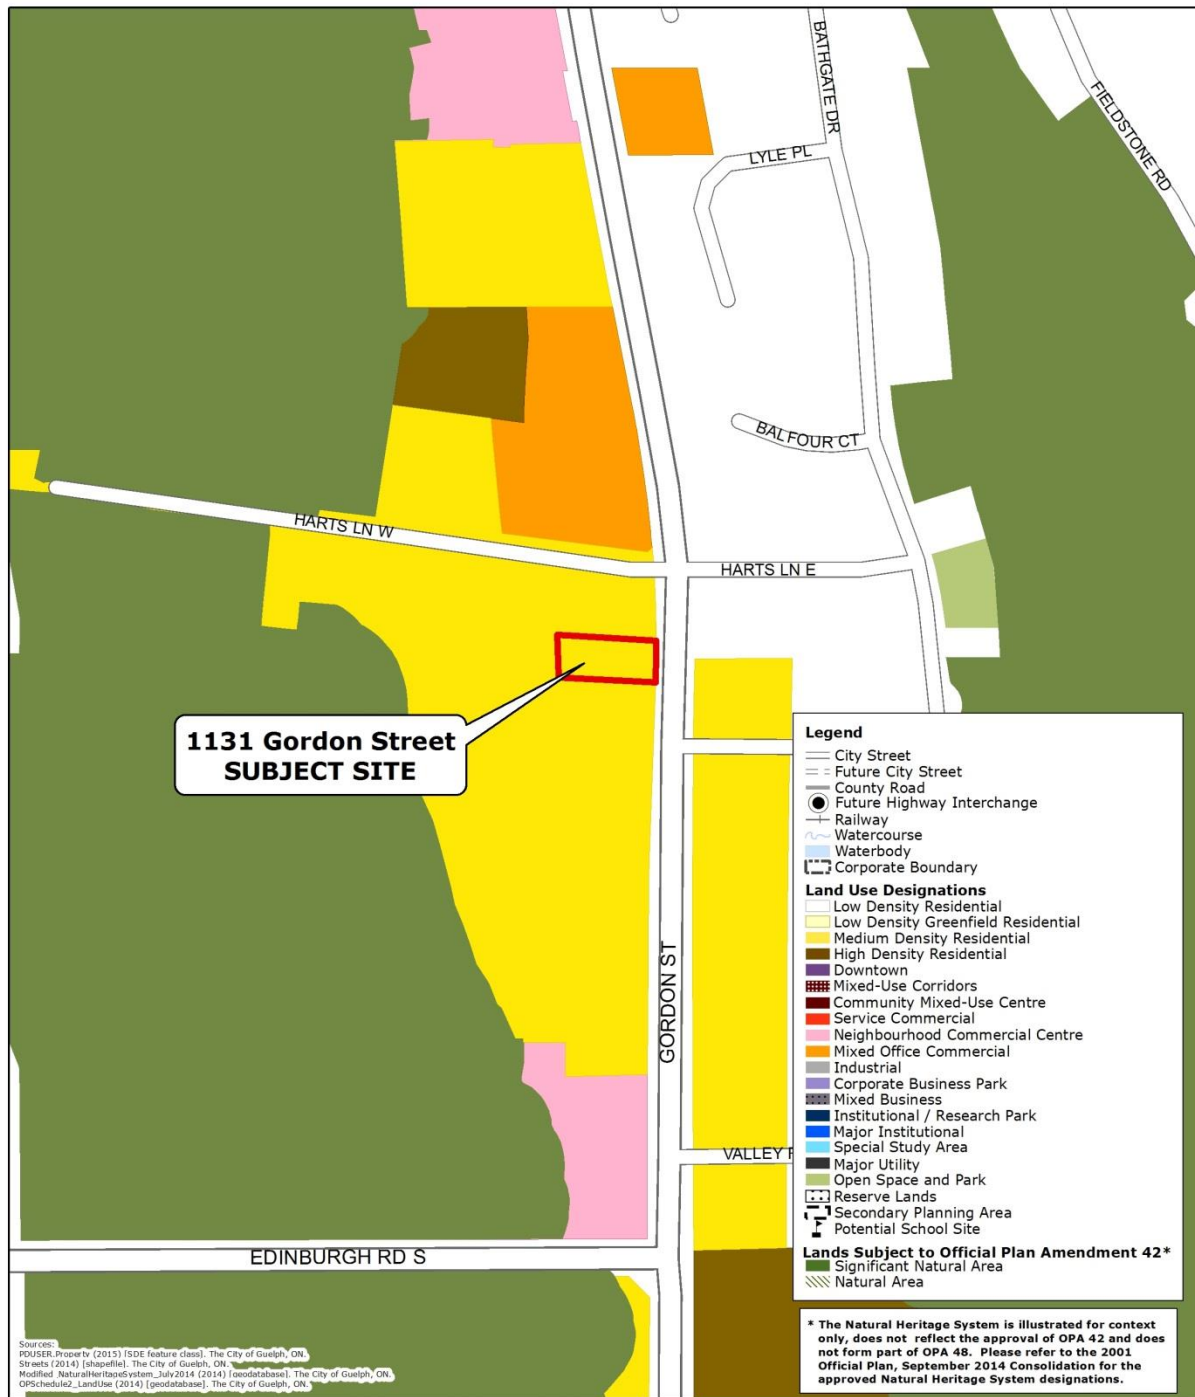 BATHGATE DR
FIELDSTONE RD
LYLE PL
BALFOUR CT
HARTS LN W
HARTS LN E
1131 Gordon Street
SUBJECT SITE
GORDON ST
VALLEY
EDINBURGH RD S
Legend
City Street
Future City Street
County Road
Future Highway Interchange
Railway
Watercourse
Waterbody
Corporate Boundary
Land Use Designations
Low Density Residential
Low Density Greenfield Residential
Medium Density Residential
High Density Residential
Downtown
Mixed-Use Corridors
Community Mixed-Use Centre
Service Commercial
Neighbourhood Commercial Centre
Mixed Office Commercial
Industrial
Corporate Business Park
Mixed Business
Institutional / Research Park
Major Institutional
Special Study Area
Major Utility
Open Space and Park
Reserve Lands
Secondary Planning Area
Potential School Site
Lands Subject to Official Plan Amendment 42*
Significant Natural Area
Natural Area
* The Natural Heritage System is illustrated for context
only, does not reflect the approval of OPA 42 and does
not form part of OPA 48. Please refer to the 2001
Official Plan, September 2014 Consolidation for the
approved Natural Heritage System designations.
Sources:
PDUSER.Property (2015) [SDE feature class]. The City of Guelph, ON.
Streets (2014) [shapefile]. The City of Guelph, ON.
Modified_NaturalHeritageSystem_July2014 (2014) [geodatabase]. The City of Guelph, ON.
OPSchedule2_LandUse (2014) [geodatabase]. The City of Guelph, ON.